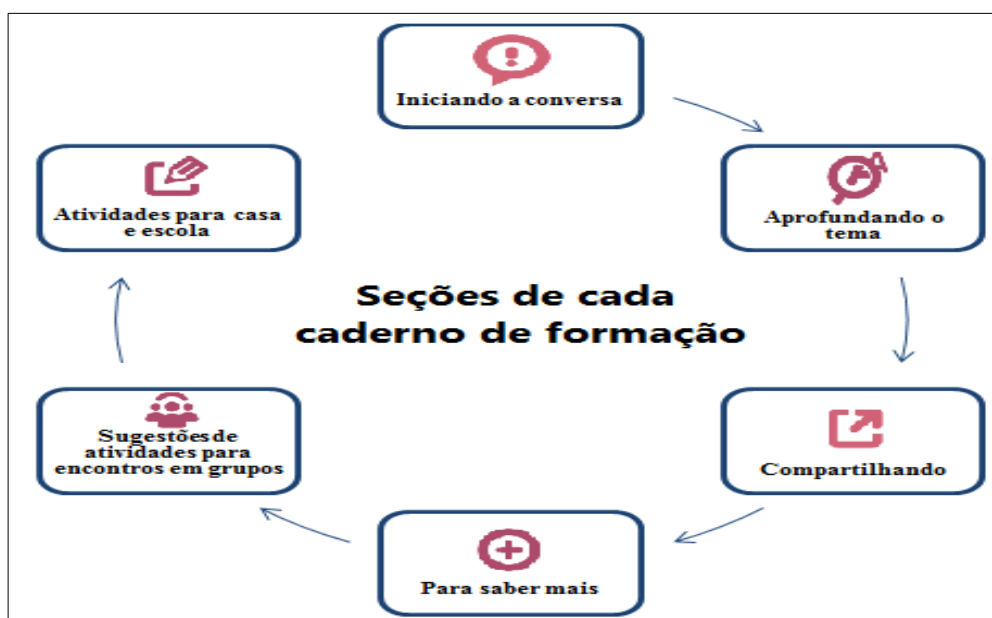 Iniciando a conversa
Aprofundando o
tema
Compartilhando
Para saber mais
Sugestões de
atividades para
encontros em grupos
Atividades para casa
e escola
Seções de cada
caderno de formação